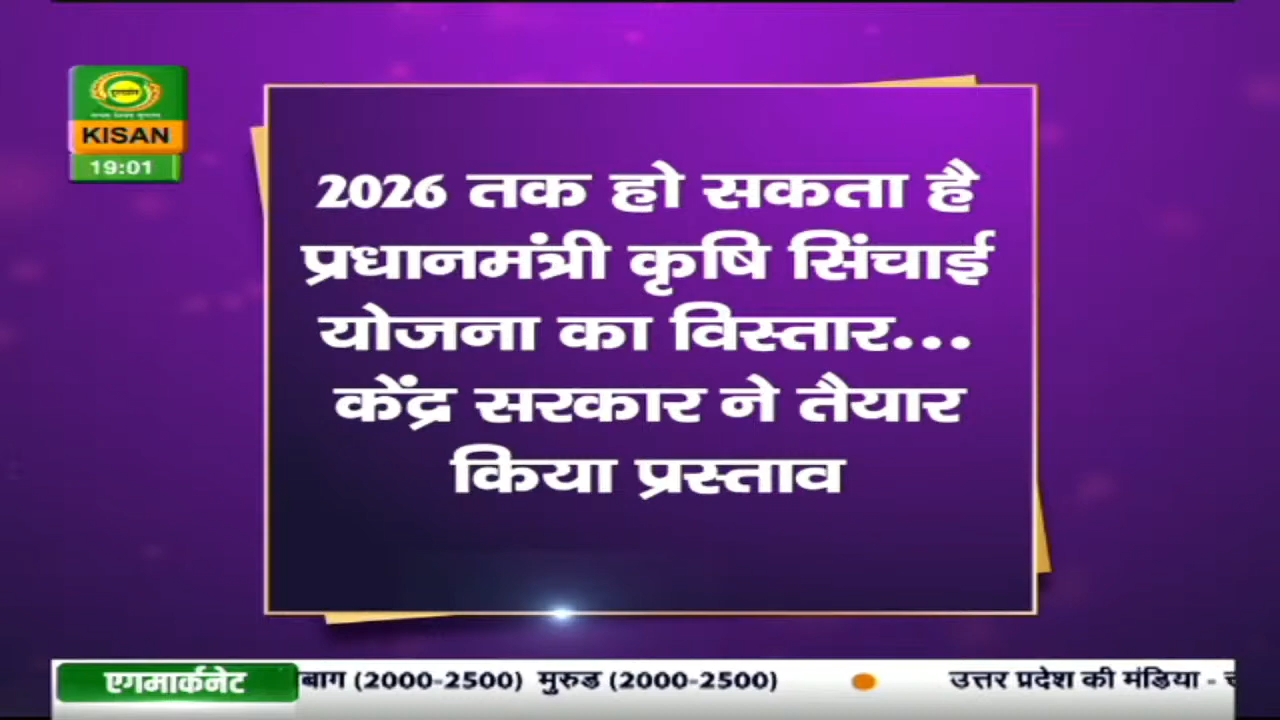 KISAN
19:01
2026 तक हो सकता है
प्रधानमंत्री कृषि सिंचाई
योजना का विस्तार...
केंद्र सरकार ने तैयार
किया प्रस्ताव
एगमार्कनेट
(2000-2500) मुरुड (2000-2500)
उत्तर प्रदेश की मंडिया -